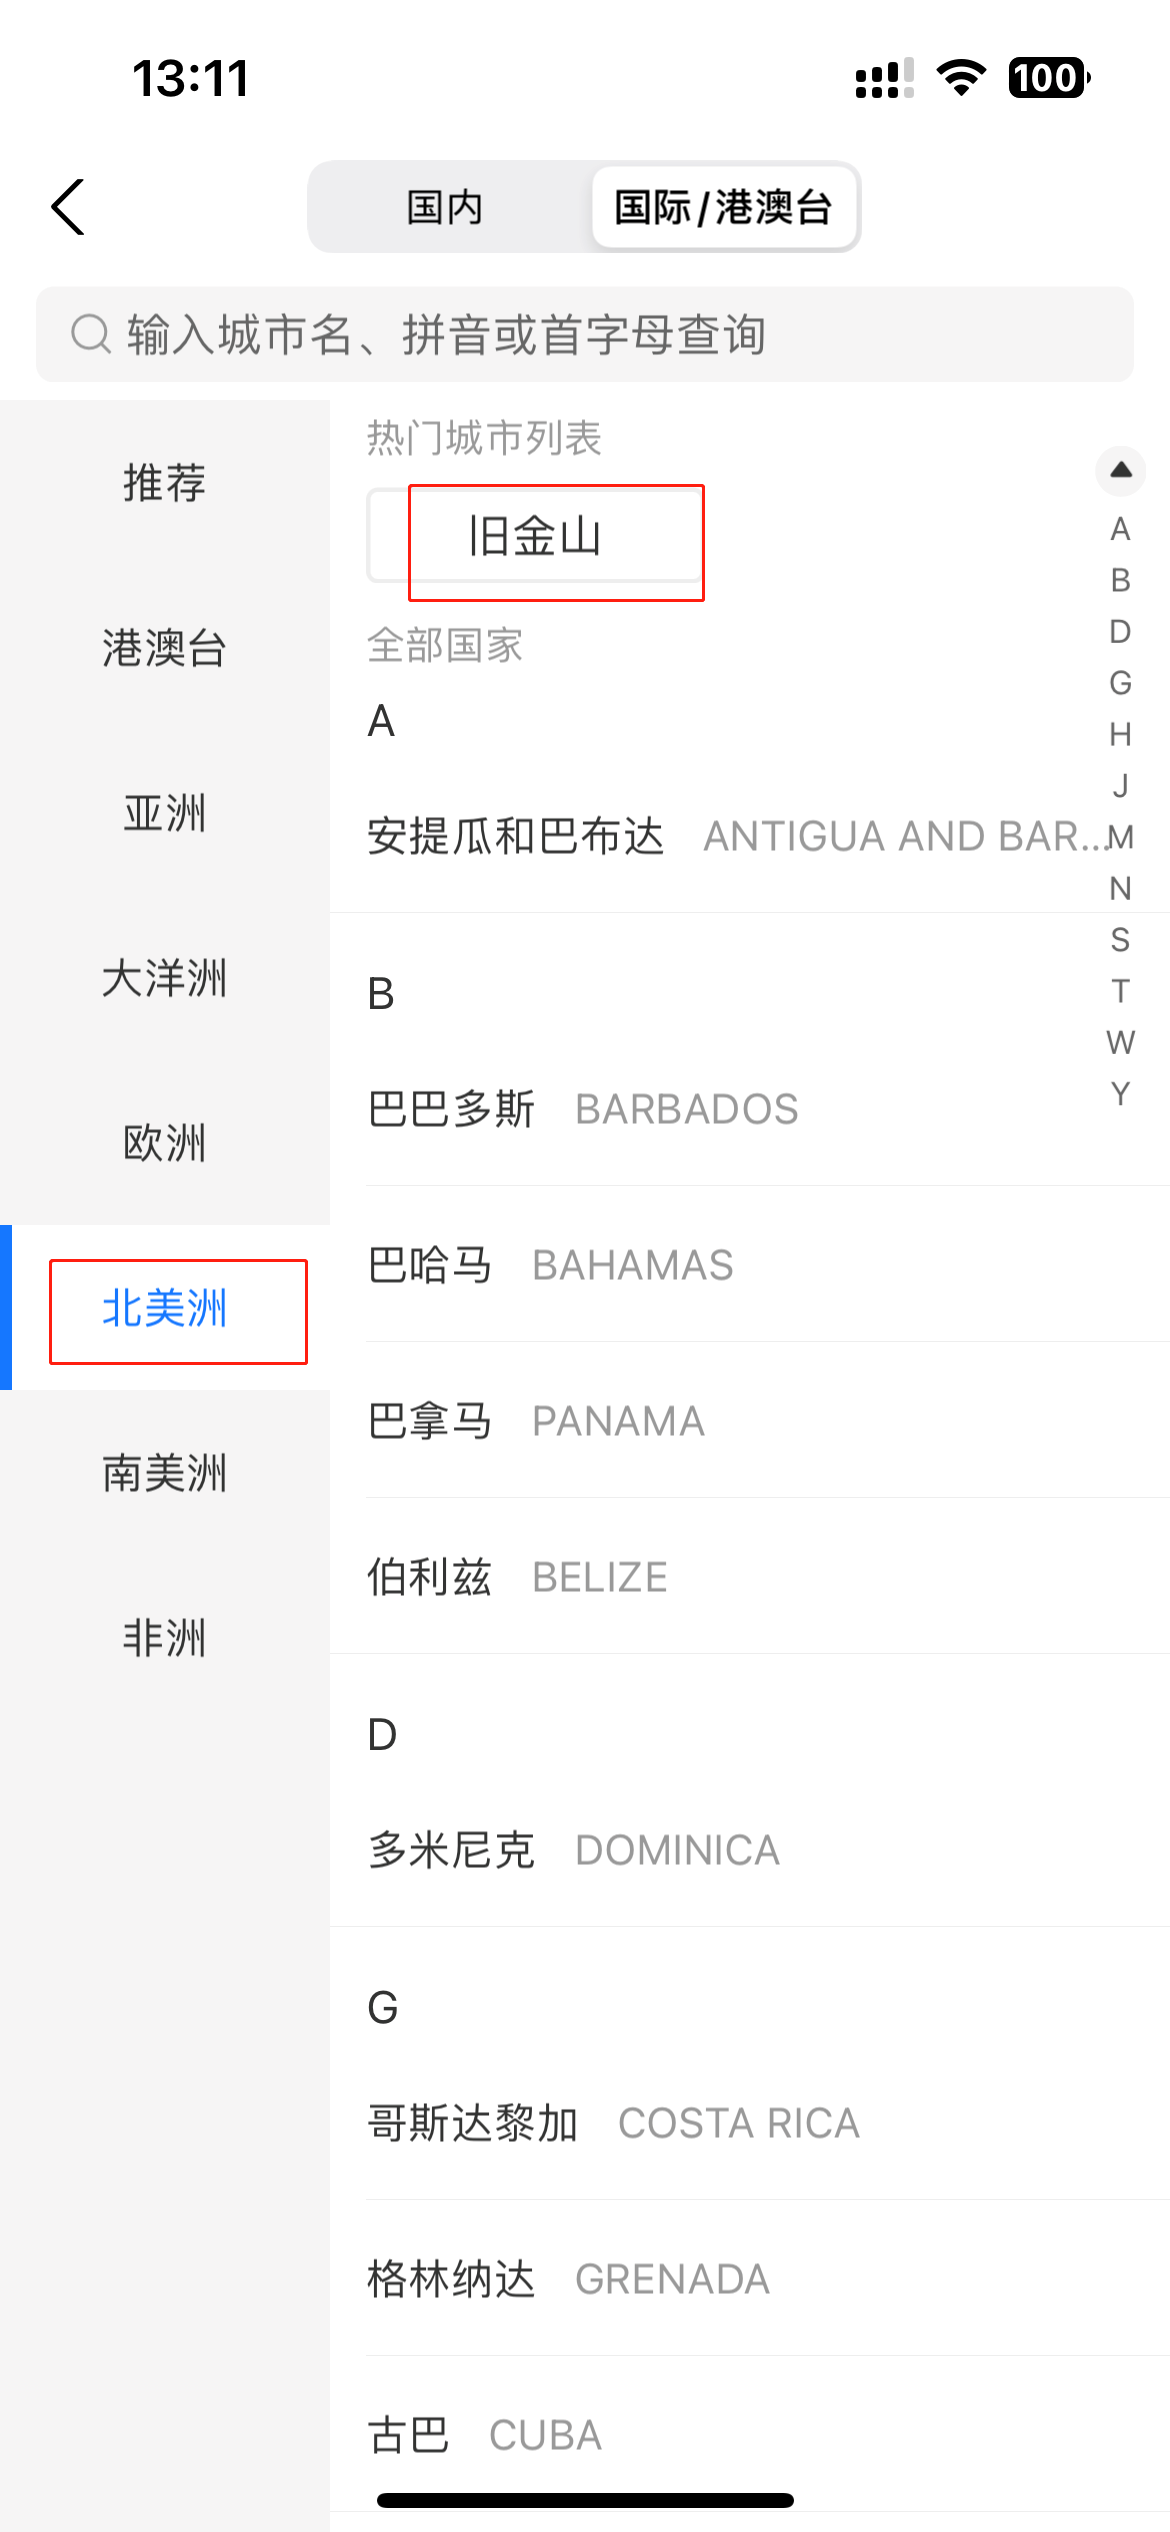 13:11
100
国内
国际/港澳台
输入城市名、拼音或首字母查询
推荐
港澳台
亚洲
大洋洲
欧洲
北美洲
南美洲
非洲
热门城市列表
旧金山
全部国家
A
安提瓜和巴布达 ANTIGUA AND BAR...
B
巴巴多斯 BARBADOS
巴哈马 BAHAMAS
巴拿马 PANAMA
伯利兹 BELIZE
D
多米尼克 DOMINICA
G
哥斯达黎加 COSTA RICA
格林纳达 GRENADA
古巴 CUBA
A
B
D
G
H
J
M
N
S
T
W
Y